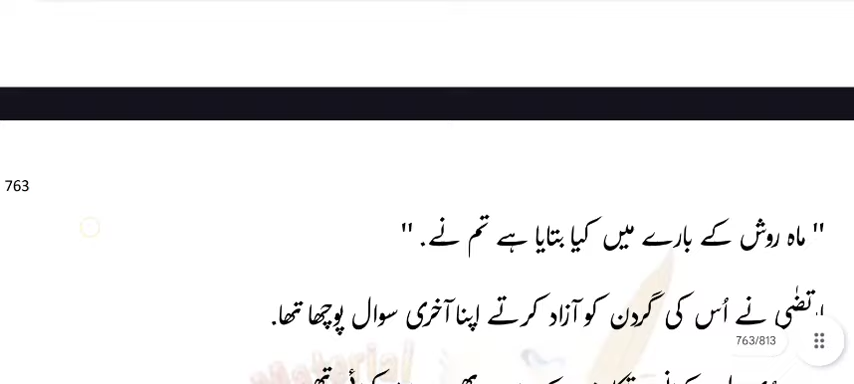 763
" ماہ روش کے بارے میں کیا بتایا ہے تم نے . "
ارتضٰی نے اُس کی گردن کو آزاد کرتے اپنا آخری سوال پوچھا تھا.
763/813